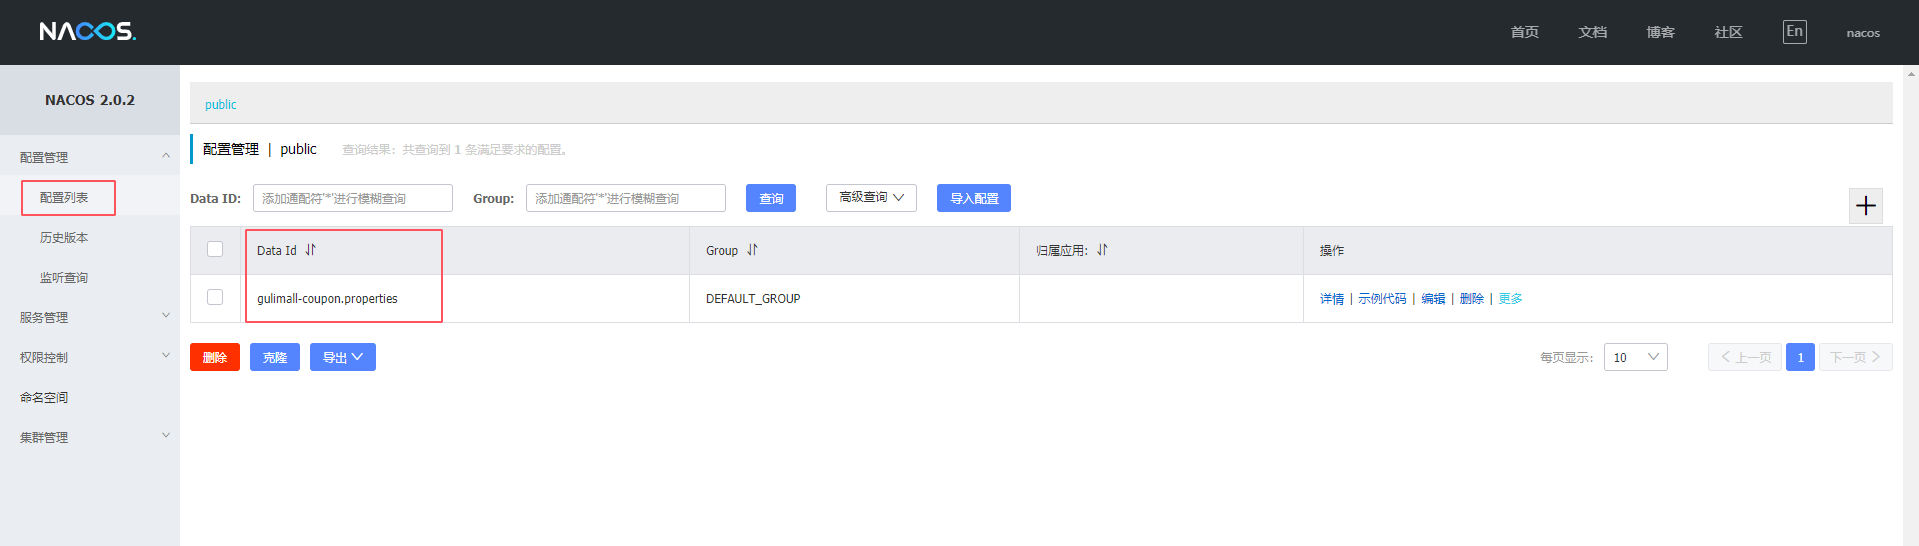 NACOS.
首页 文档 博客 社区 En nacos
NACOS 2.0.2
配置管理
配置列表
历史版本
监听查询
服务管理
权限控制
命名空间
集群管理
public
配置管理 | public 查询结果：共查询到 1 条满足要求的配置。
Data ID: 添加通配符'*'进行模糊查询 Group: 添加通配符'*'进行模糊查询 查询 高级查询 导入配置
Data Id Group 归属应用: 操作
gulimall-coupon.properties DEFAULT_GROUP 详情 | 示例代码 | 编辑 | 删除 | 更多
删除 克隆 导出 每页显示: 10 上一页 1 下一页